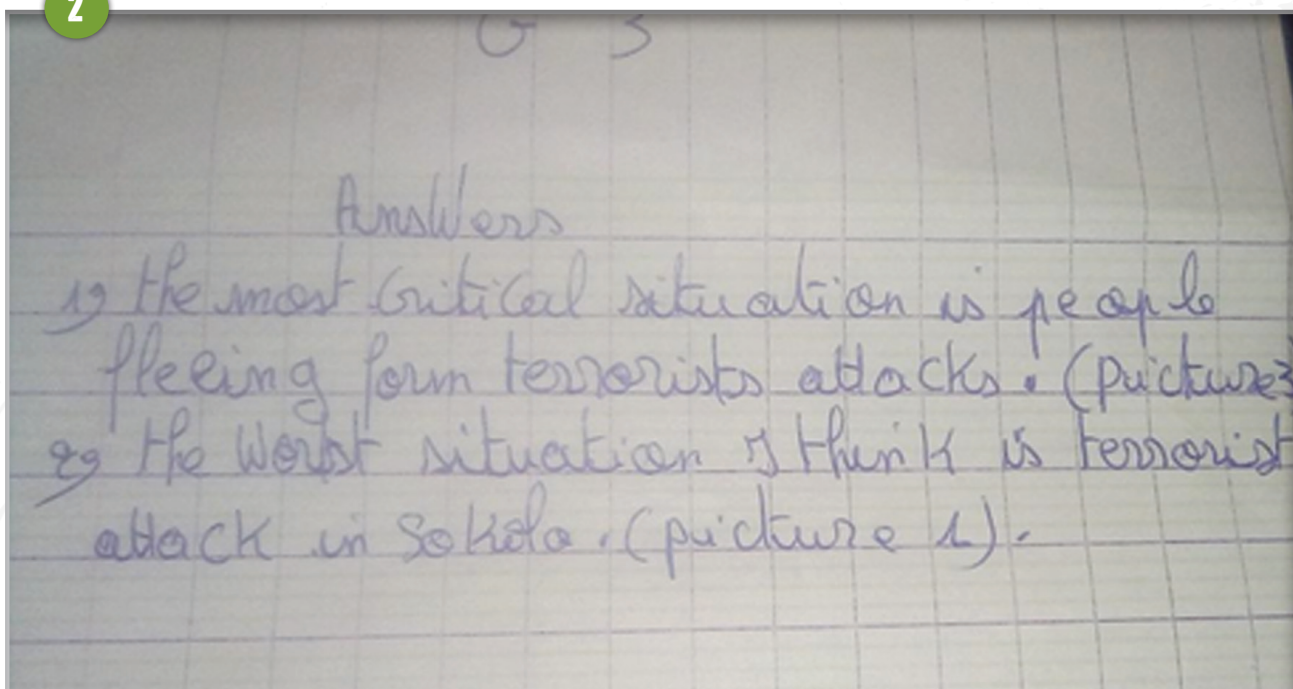 2
G 3
Answers
1) the most critical situation is people
fleeing form terrorists attacks. (picture3
2) the worst situation I think is terrorist
attack in Sokolo. (picture 1).